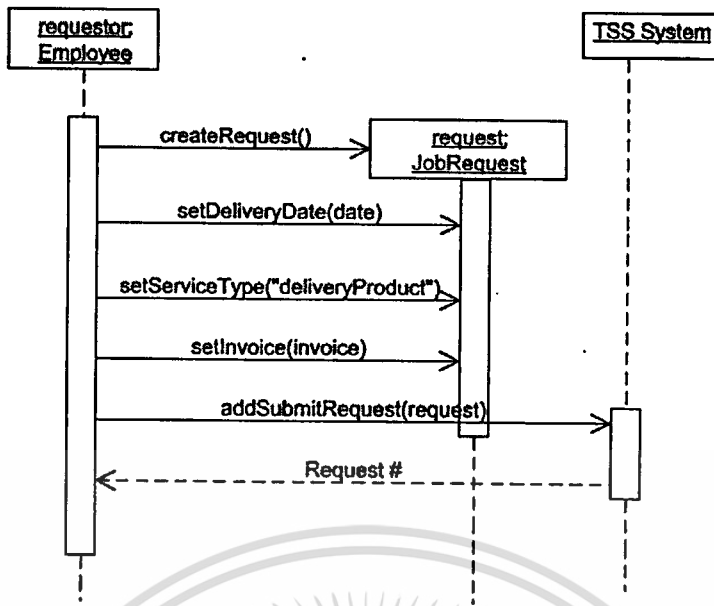 requestor:
Employee
TSS System
createRequest()
request:
JobRequest
setDeliveryDate(date)
setServiceType("deliveryProduct")
setInvoice(invoice)
addSubmitRequest(request)
Request #